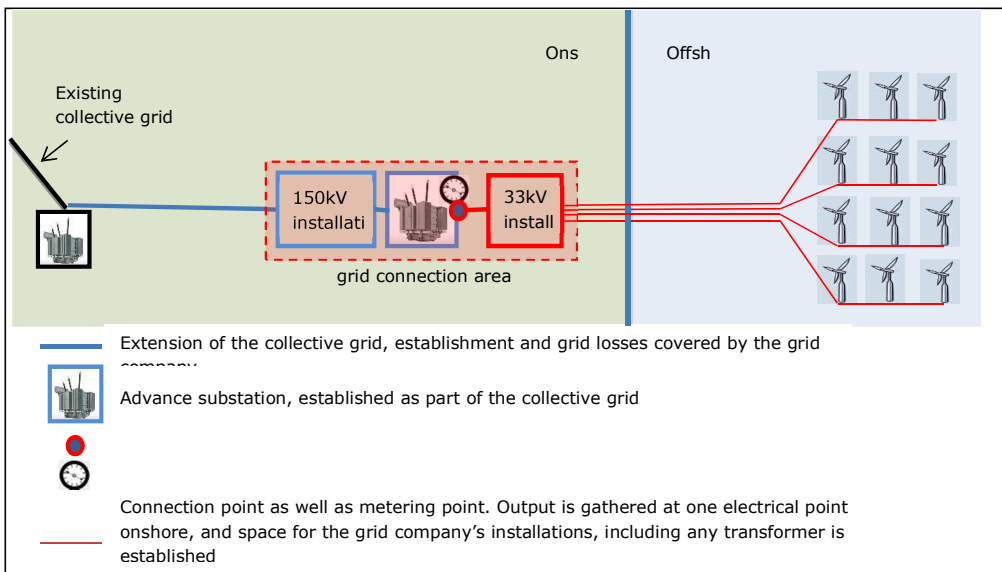 Ons
Offsh
Existing
collective grid
150kV
installati
33kV
install
grid connection area
Extension of the collective grid, establishment and grid losses covered by the grid
company
Advance substation, established as part of the collective grid
Connection point as well as metering point. Output is gathered at one electrical point
onshore, and space for the grid company’s installations, including any transformer is
established